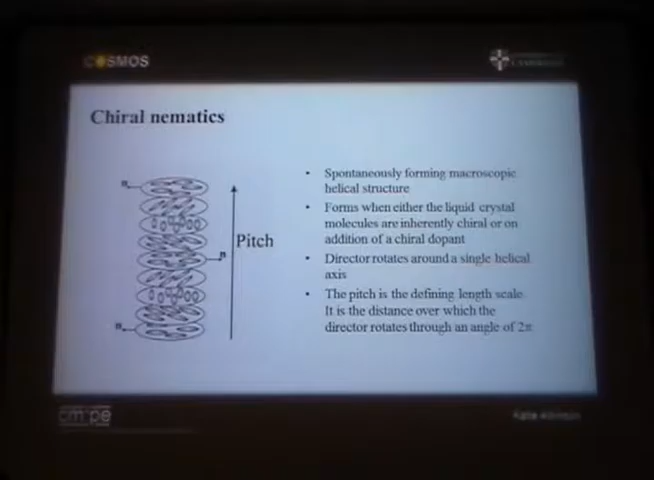 COSMOS
CAMBRIDGE
Chiral nematics
n
Pitch
n
n
• Spontaneously forming macroscopic
helical structure
• Forms when either the liquid crystal
molecules are inherently chiral or on
addition of a chiral dopant
• Director rotates around a single helical
axis
• The pitch is the defining length scale.
It is the distance over which the
director rotates through an angle of 2π